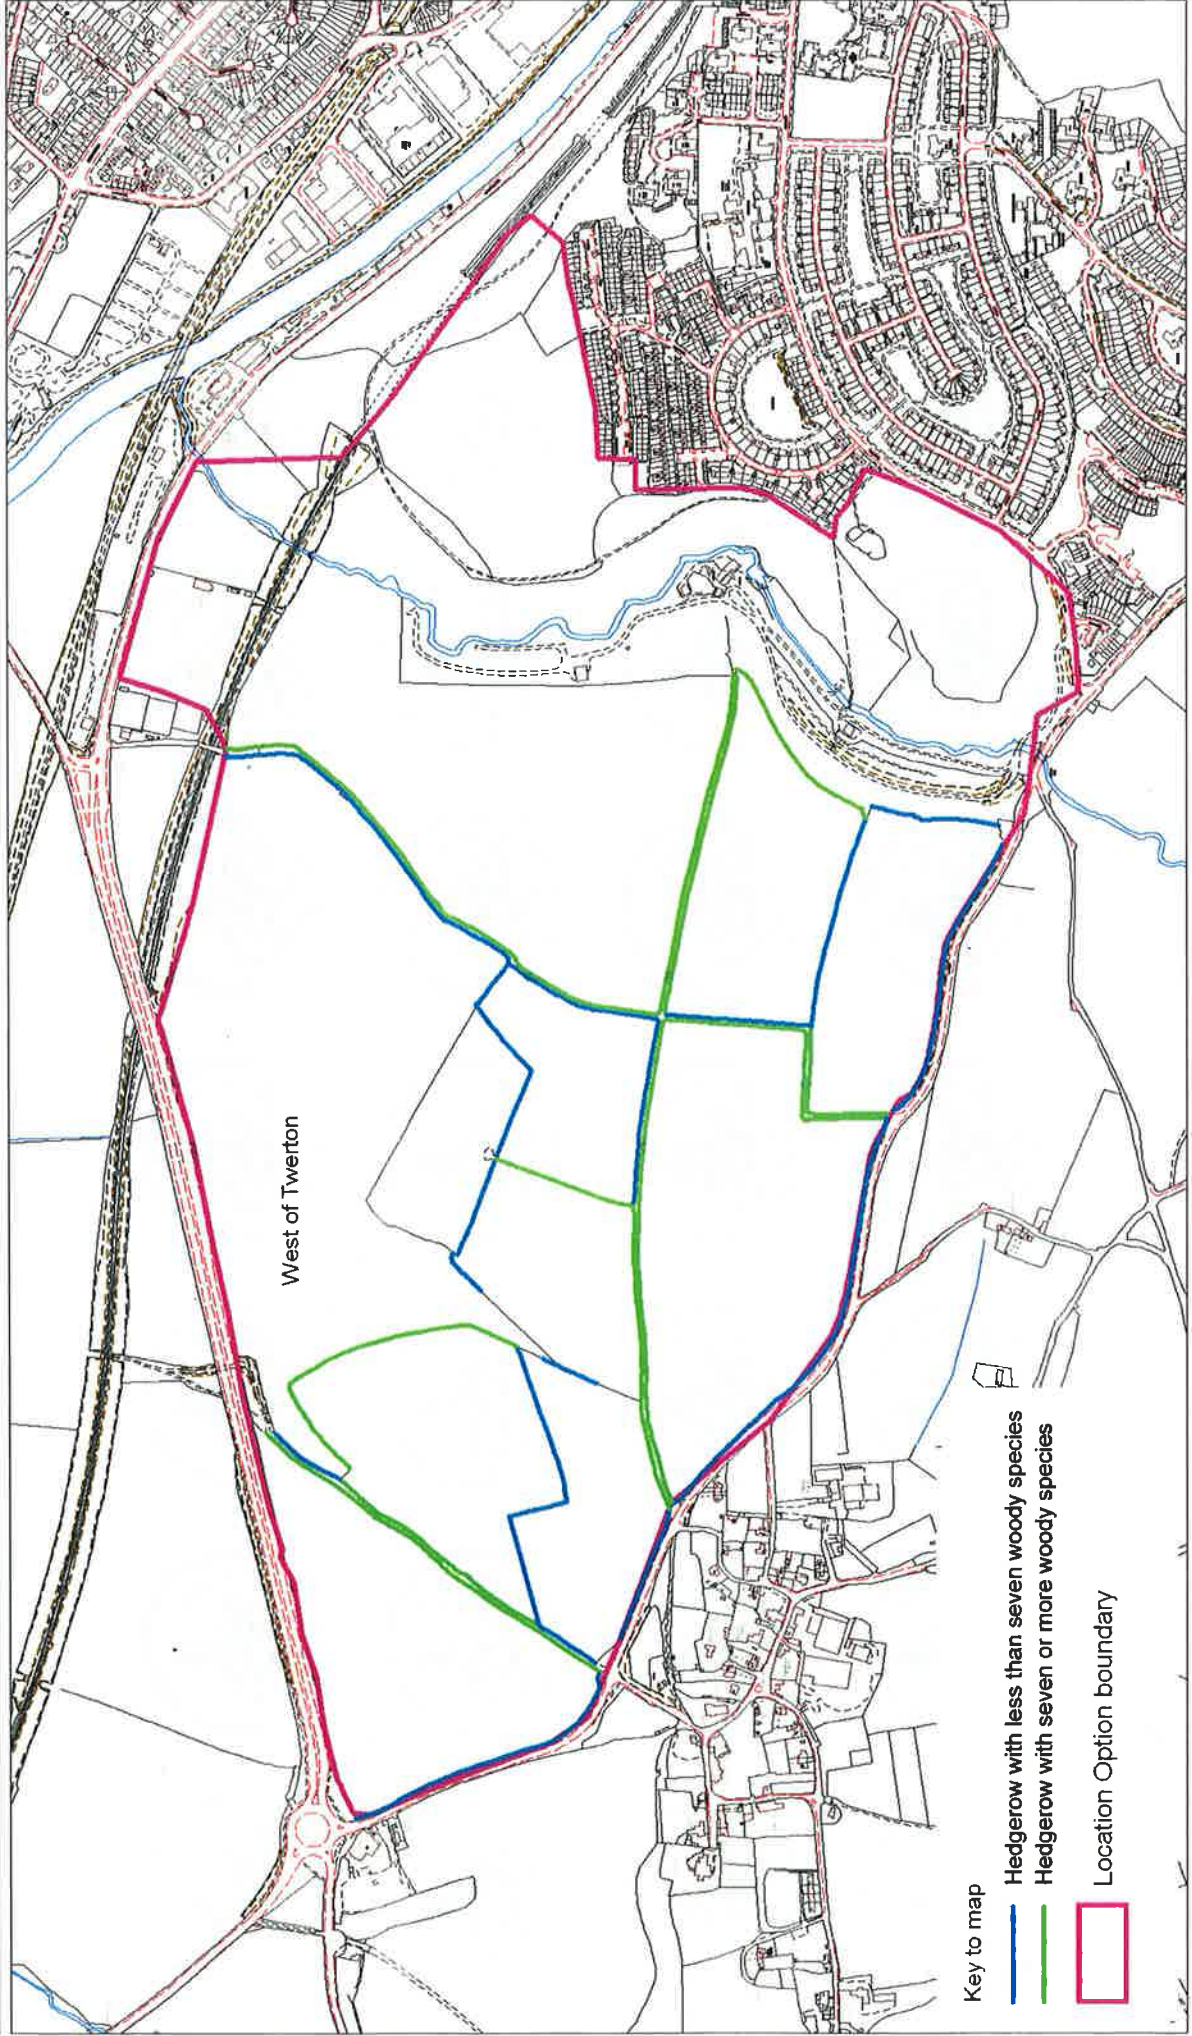 West of Twerton
Key to map
Hedgerow with less than seven woody species
Hedgerow with seven or more woody species
Location Option boundary